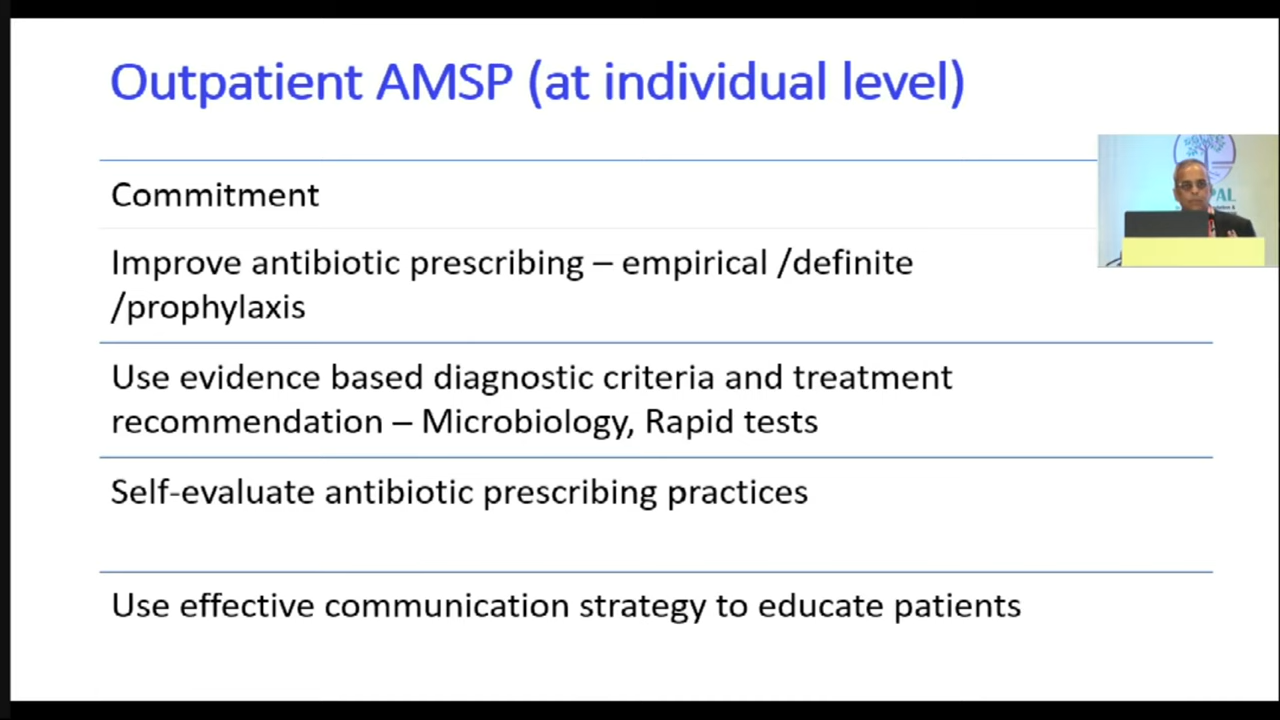 Outpatient AMSP (at individual level)
Commitment
Improve antibiotic prescribing – empirical /definite
/prophylaxis
Use evidence based diagnostic criteria and treatment
recommendation – Microbiology, Rapid tests
Self-evaluate antibiotic prescribing practices
Use effective communication strategy to educate patients